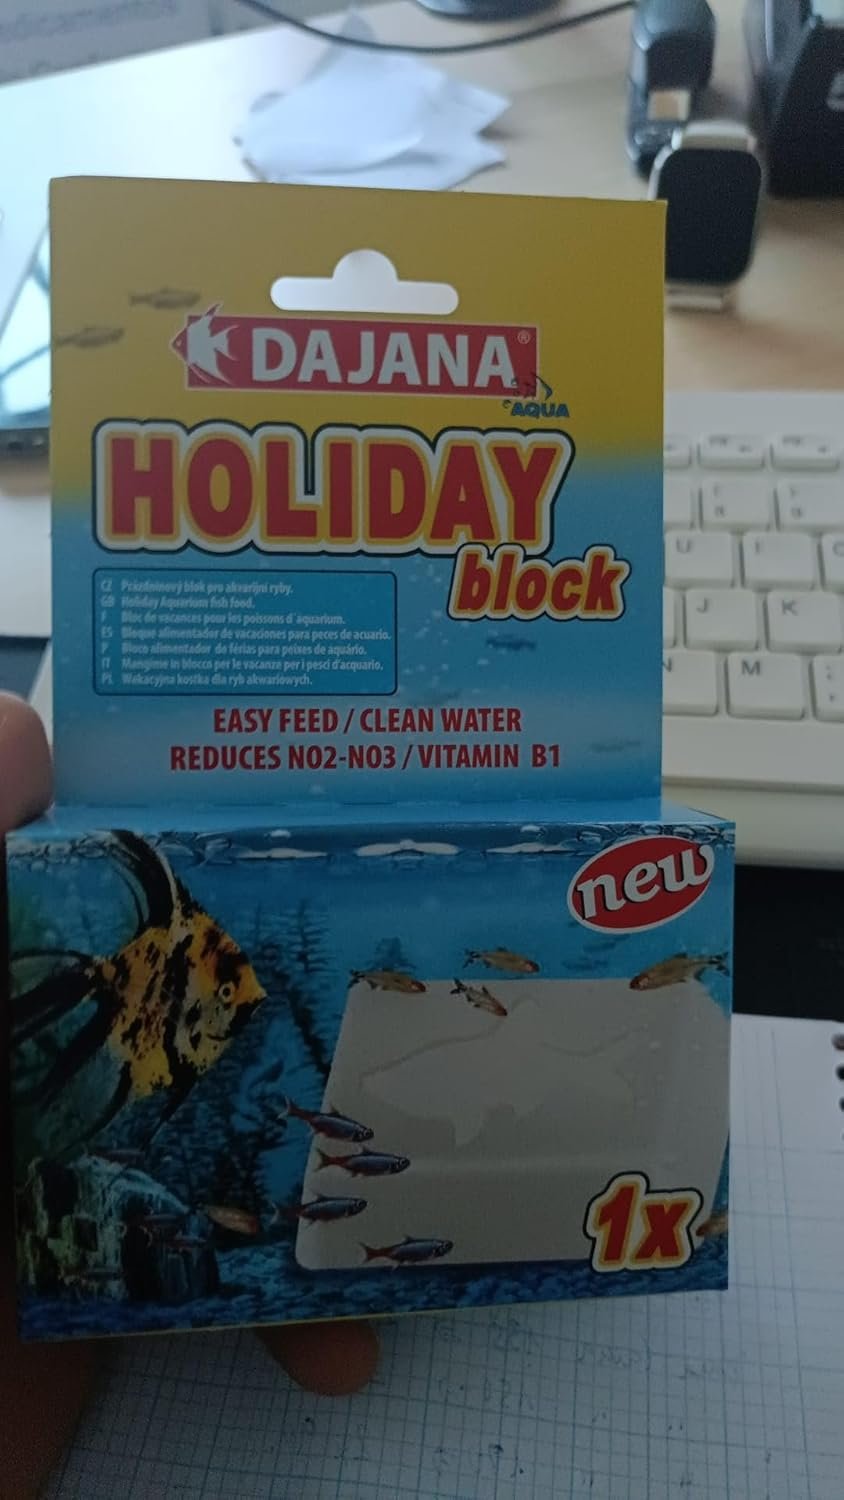 DAJANA®
AQUA
HOLIDAY
block
CZ Prázdninový blok pro akvarijní ryby.
GB Holiday Aquarium fish food.
F Bloc de vacances pour les poissons d'aquarium.
ES Bloque alimentador de vacaciones para peces de acuario.
P Bloco alimentador de férias para peixes de aquário.
IT Mangime in blocco per le vacanze per i pesci d'acquario.
PL Wakacyjna kostka dla ryb akwariowych.
EASY FEED / CLEAN WATER
REDUCES NO2-NO3 / VITAMIN B1
new
1x
U
J
K
N
M